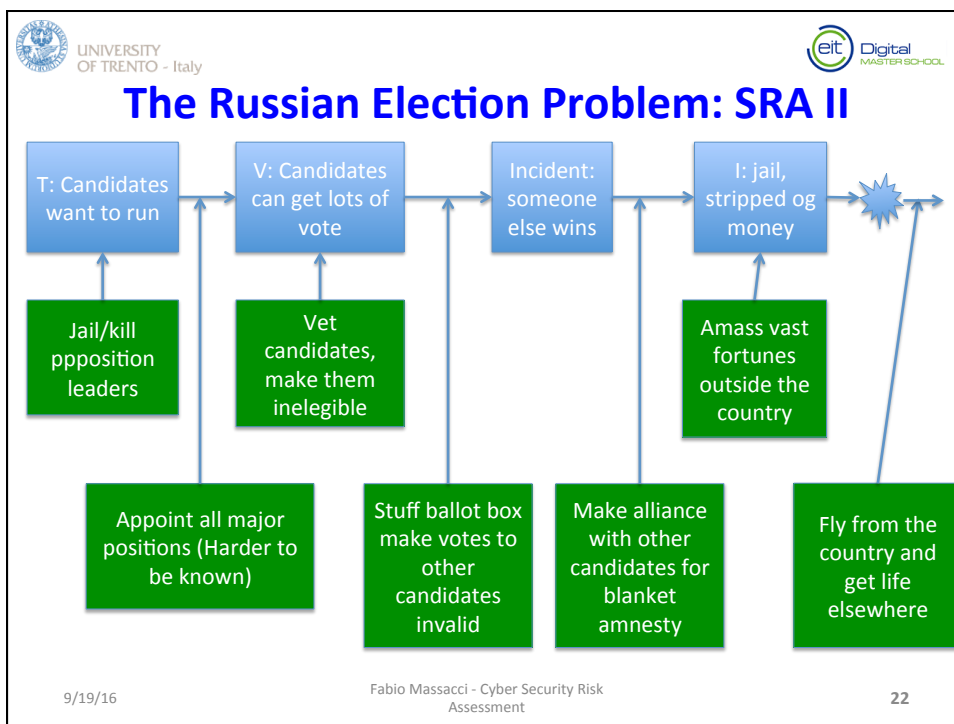 UNIVERSITY
OF TRENTO - Italy
eit Digital
MASTER SCHOOL
The Russian Election Problem: SRA II
T: Candidates
want to run
V: Candidates
can get lots of
vote
Incident:
someone
else wins
I: jail,
stripped og
money
Jail/kill
ppposition
leaders
Vet
candidates,
make them
inelegible
Amass vast
fortunes
outside the
country
Appoint all major
positions (Harder to
be known)
Stuff ballot box
make votes to
other
candidates
invalid
Make alliance
with other
candidates for
blanket
amnesty
Fly from the
country and
get life
elsewhere
9/19/16
Fabio Massacci - Cyber Security Risk
Assessment
22